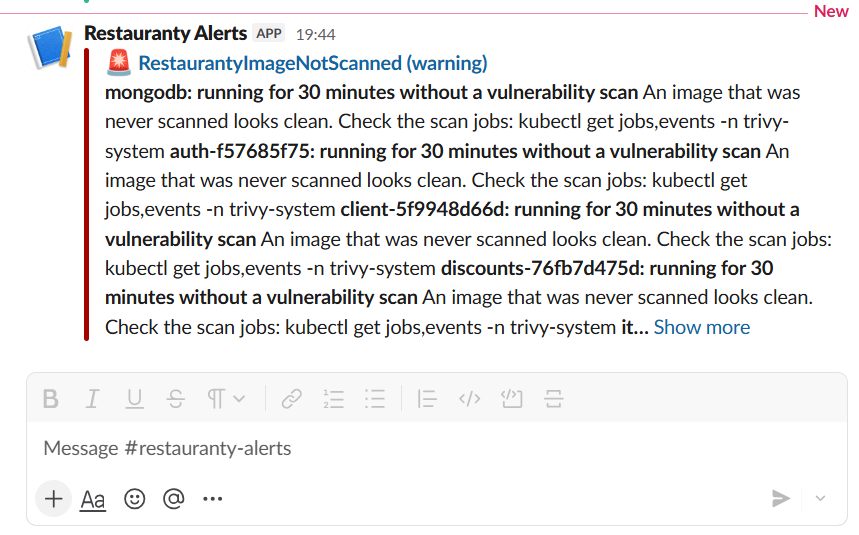 New
Restauranty Alerts APP 19:44
🚨 RestaurantyImageNotScanned (warning)
mongodb: running for 30 minutes without a vulnerability scan An image that was
never scanned looks clean. Check the scan jobs: kubectl get jobs,events -n trivy-
system auth-f57685f75: running for 30 minutes without a vulnerability scan An
image that was never scanned looks clean. Check the scan jobs: kubectl get
jobs,events -n trivy-system client-5f9948d66d: running for 30 minutes without a
vulnerability scan An image that was never scanned looks clean. Check the scan jobs:
kubectl get jobs,events -n trivy-system discounts-76fb7d475d: running for 30
minutes without a vulnerability scan An image that was never scanned looks clean.
Check the scan jobs: kubectl get jobs,events -n trivy-system it... Show more
Message #restauranty-alerts
Aa